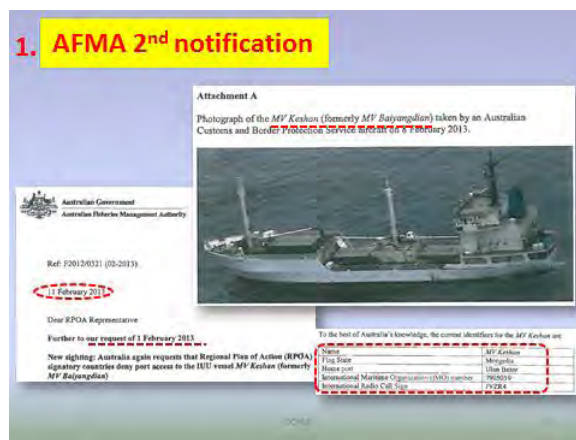 1. AFMA 2nd notification
Attachment A
Photograph of the MV Keshan (formerly MV Baiyangdian) taken by an Australian
Customs and Border Protection Service aircraft on 8 February 2013.
Australian Government
Australian Fisheries Management Authority
Ref: F2012/0321 (02-2013)
11 February 2013
Dear RPOA Representative
Further to our request of 1 February 2013
New sighting: Australia again requests that Regional Plan of Action (RPOA)
signatory countries deny port access to the IUU vessel MV Keshan (formerly
MV Baiyangdian)
To the best of Australia's knowledge, the current identifiers for the MV Keshan are:
Name MV Keshan
Flag State Mongolia
Home port Ulan Bator
International Maritime Organization (IMO) number
International Radio Call Sign JVZR4